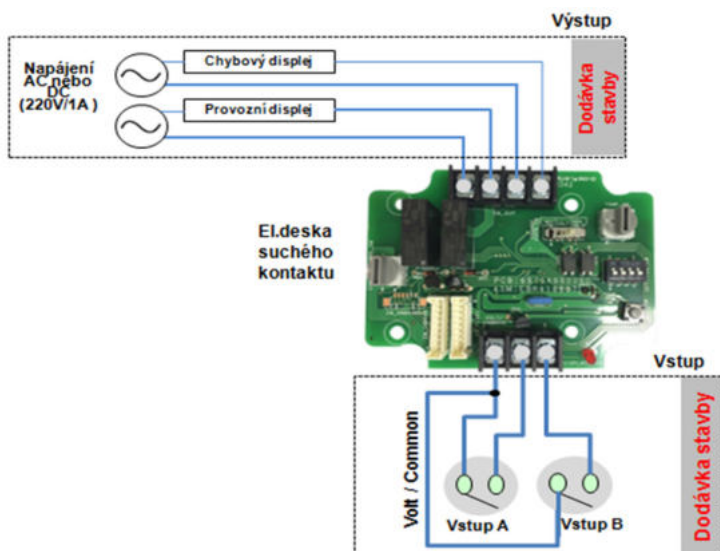 Výstup
Napájení
AC nebo
DC
(220V/1A )
Chybový displej
Provozní displej
Dodávka
stavby
El.deska
suchého
kontaktu
Vstup
Volt / Common
Vstup A
Vstup B
Dodávka stavby